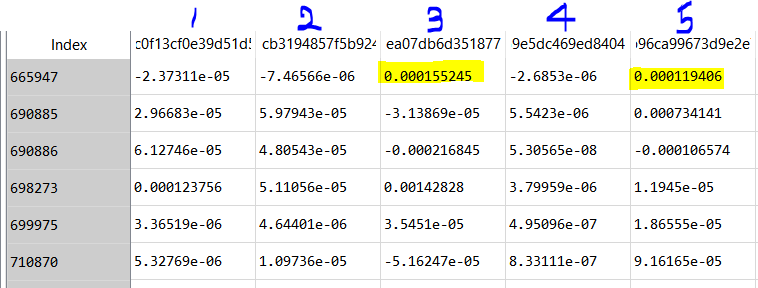 1 2 3 4 5
Index c0f13cf0e39d51d5 cb3194857f5b924 ea07db6d351877 9e5dc469ed8404 b96ca99673d9e2e
665947 -2.37311e-05 -7.46566e-06 0.000155245 -2.6853e-06 0.000119406
690885 2.96683e-05 5.97943e-05 -3.13869e-05 5.5423e-06 0.000734141
690886 6.12746e-05 4.80543e-05 -0.000216845 5.30565e-08 -0.000106574
698273 0.000123756 5.11056e-05 0.00142828 3.79959e-06 1.1945e-05
699975 3.36519e-06 4.64401e-06 3.5451e-05 4.95096e-07 1.86555e-05
710870 5.32769e-06 1.09736e-05 -5.16247e-05 8.33111e-07 9.16165e-05